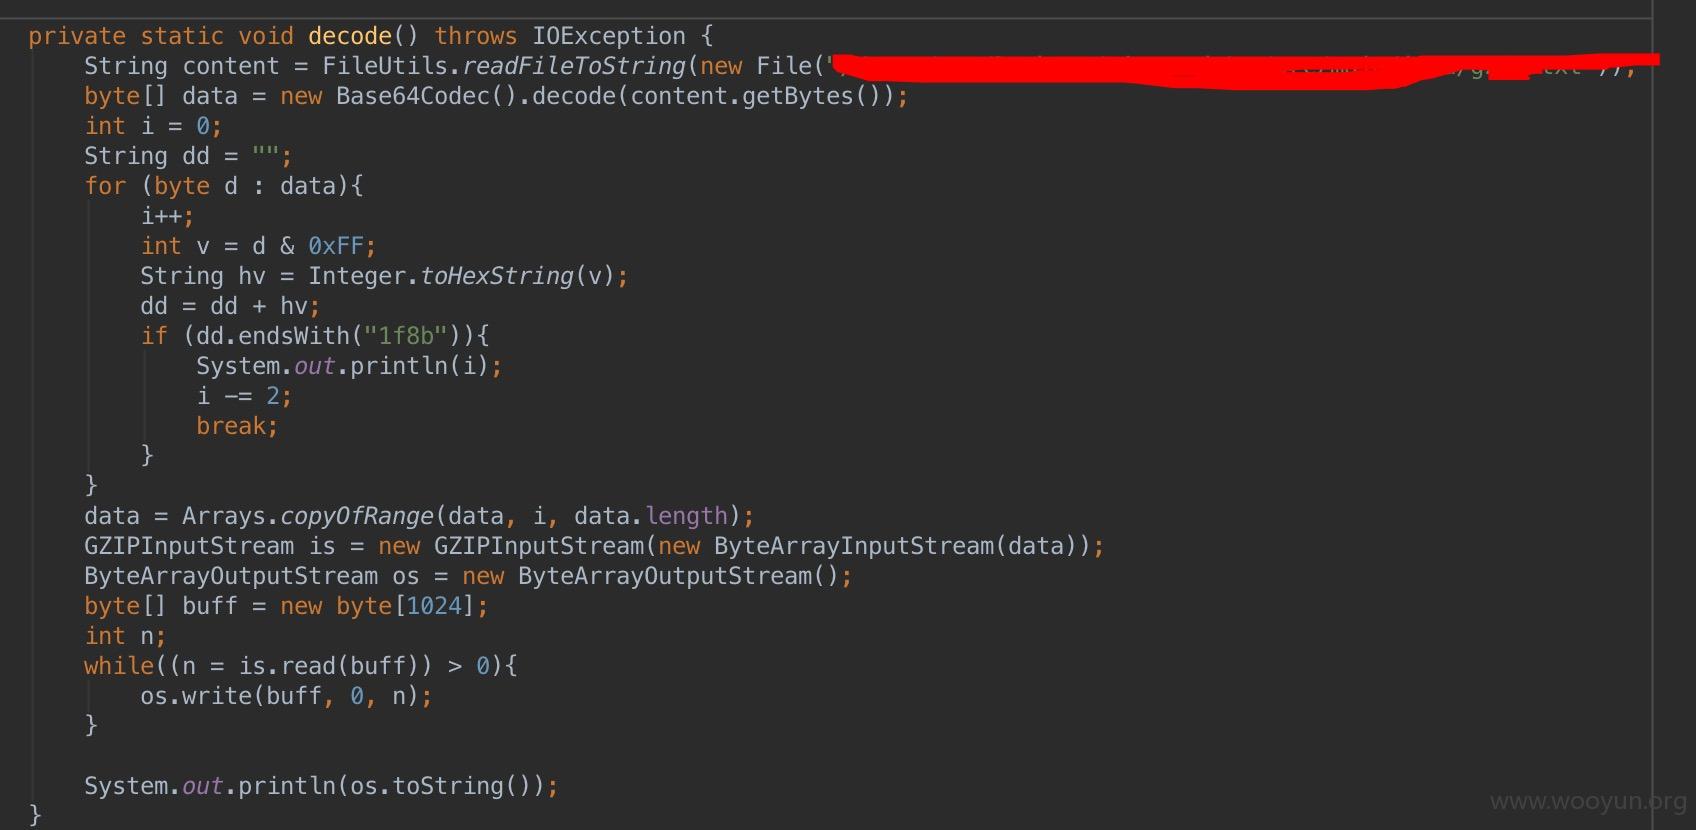 private static void decode() throws IOException {
String content = FileUtils.readFileToString(new File("
byte[] data = new Base64Codec().decode(content.getBytes());
int i = 0;
String dd = "";
for (byte d : data){
i++;
int v = d & 0xFF;
String hv = Integer.toHexString(v);
dd = dd + hv;
if (dd.endsWith("1f8b")){
System.out.println(i);
i -= 2;
break;
}
}
data = Arrays.copyOfRange(data, i, data.length);
GZIPInputStream is = new GZIPInputStream(new ByteArrayInputStream(data));
ByteArrayOutputStream os = new ByteArrayOutputStream();
byte[] buff = new byte[1024];
int n;
while((n = is.read(buff)) > 0){
os.write(buff, 0, n);
}
System.out.println(os.toString());
}
www.wooyun.org